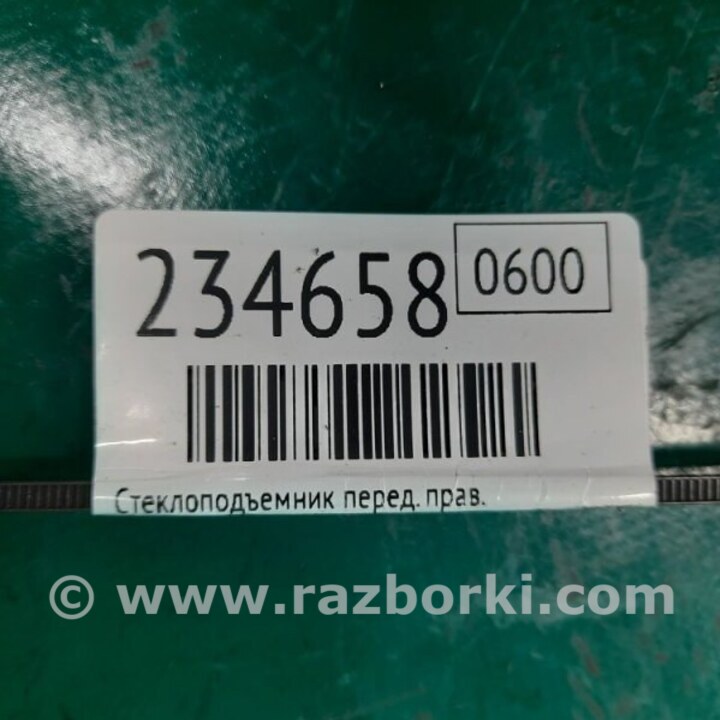 234658 0600
Стеклоподъемник перед. прав.
© www.razborki.com